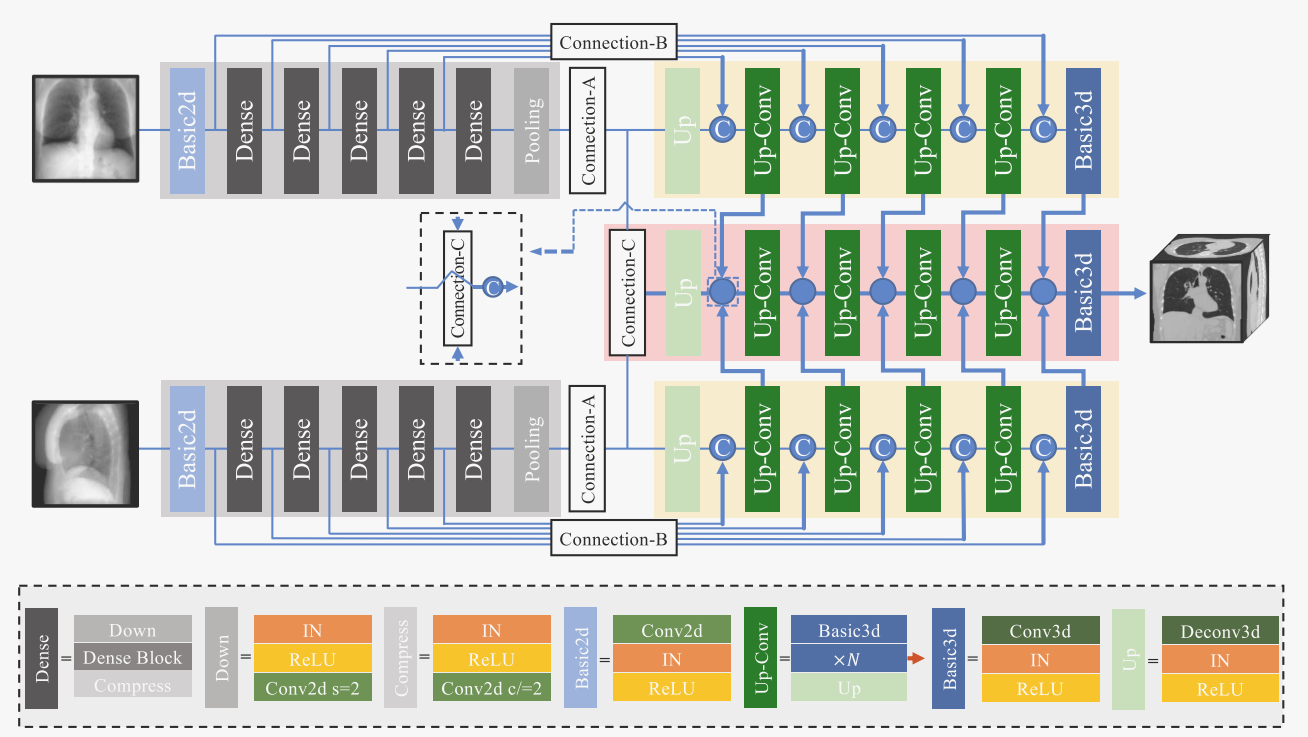 Connection-B
Basic2d
Dense
Dense
Dense
Dense
Dense
Pooling
Connection-A
Up
C
Up-Conv
C
Up-Conv
C
Up-Conv
C
Up-Conv
C
Basic3d
Connection-C
C
Connection-C
Up
Up-Conv
Up-Conv
Up-Conv
Up-Conv
Basic3d
Basic2d
Dense
Dense
Dense
Dense
Dense
Pooling
Connection-A
Up
C
Up-Conv
C
Up-Conv
C
Up-Conv
C
Up-Conv
C
Basic3d
Connection-B
Dense
=
Down
Dense Block
Compress
Down
=
IN
ReLU
Conv2d s=2
Compress
=
IN
ReLU
Conv2d c/=2
Basic2d
=
Conv2d
IN
ReLU
Up-Conv
=
Basic3d
×N
Up
Basic3d
=
Conv3d
IN
ReLU
Up
=
Deconv3d
IN
ReLU